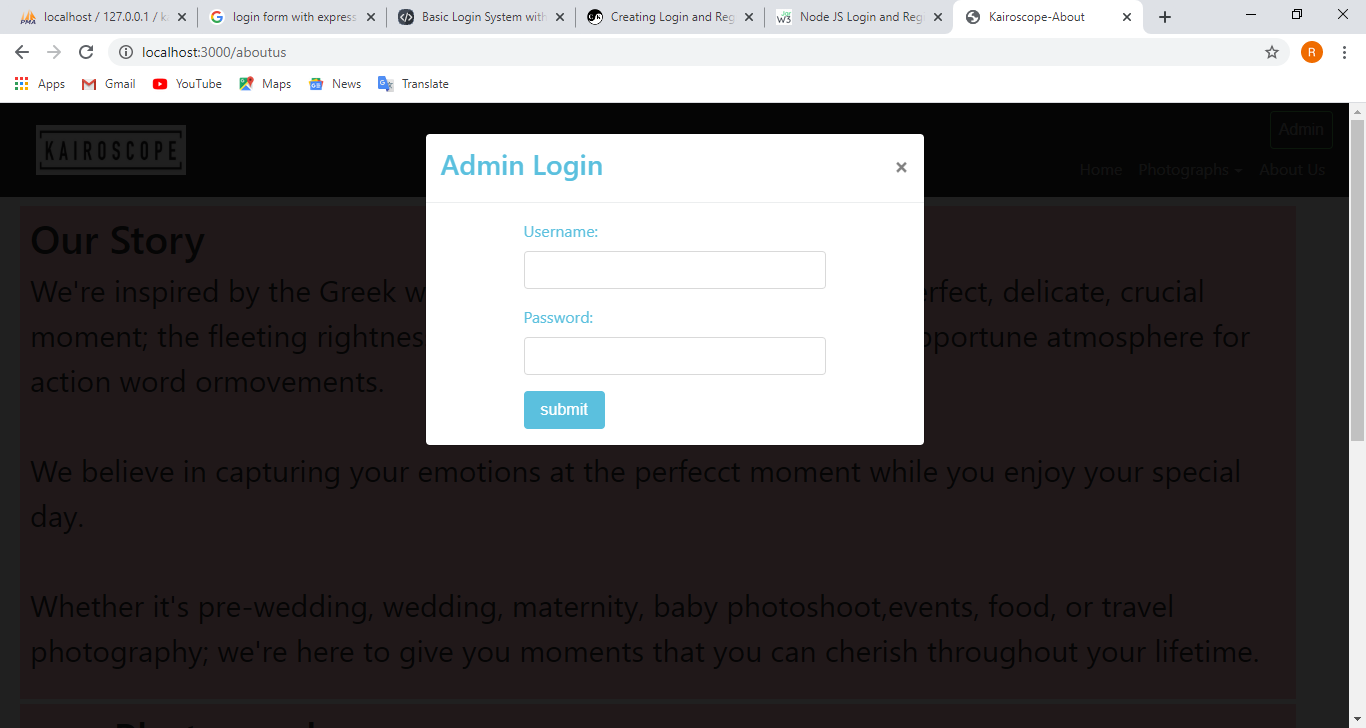 localhost / 127.0.0.1 / k
login form with express
Basic Login System with
Creating Login and Reg
Node JS Login and Regi
Kairoscope-About
localhost:3000/aboutus
R
Apps
Gmail
YouTube
Maps
News
Translate
KAIROSCOPE
Admin
Home Photographs About Us
Admin Login
×
Username:
Password:
submit
Our Story
We're inspired by the Greek w erfect, delicate, crucial
moment; the fleeting rightnes pportune atmosphere for
action word ormovements.
We believe in capturing your emotions at the perfecct moment while you enjoy your special
day.
Whether it's pre-wedding, wedding, maternity, baby photoshoot,events, food, or travel
photography; we're here to give you moments that you can cherish throughout your lifetime.